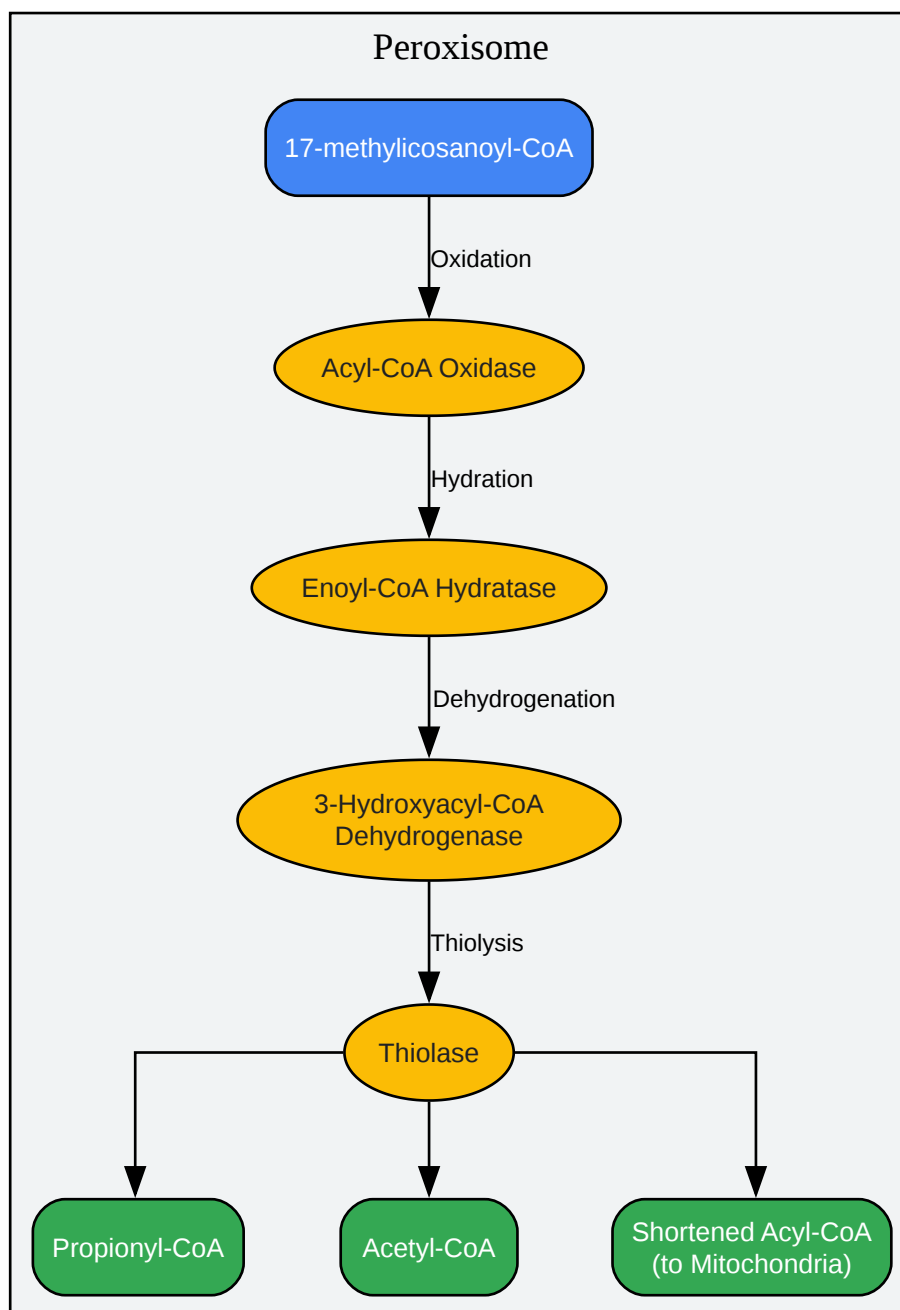 Peroxisome
17-methylicosanoyl-CoA
Oxidation
Acyl-CoA Oxidase
Hydration
Enoyl-CoA Hydratase
Dehydrogenation
3-Hydroxyacyl-CoA
Dehydrogenase
Thiolysis
Thiolase
Propionyl-CoA
Acetyl-CoA
Shortened Acyl-CoA
(to Mitochondria)